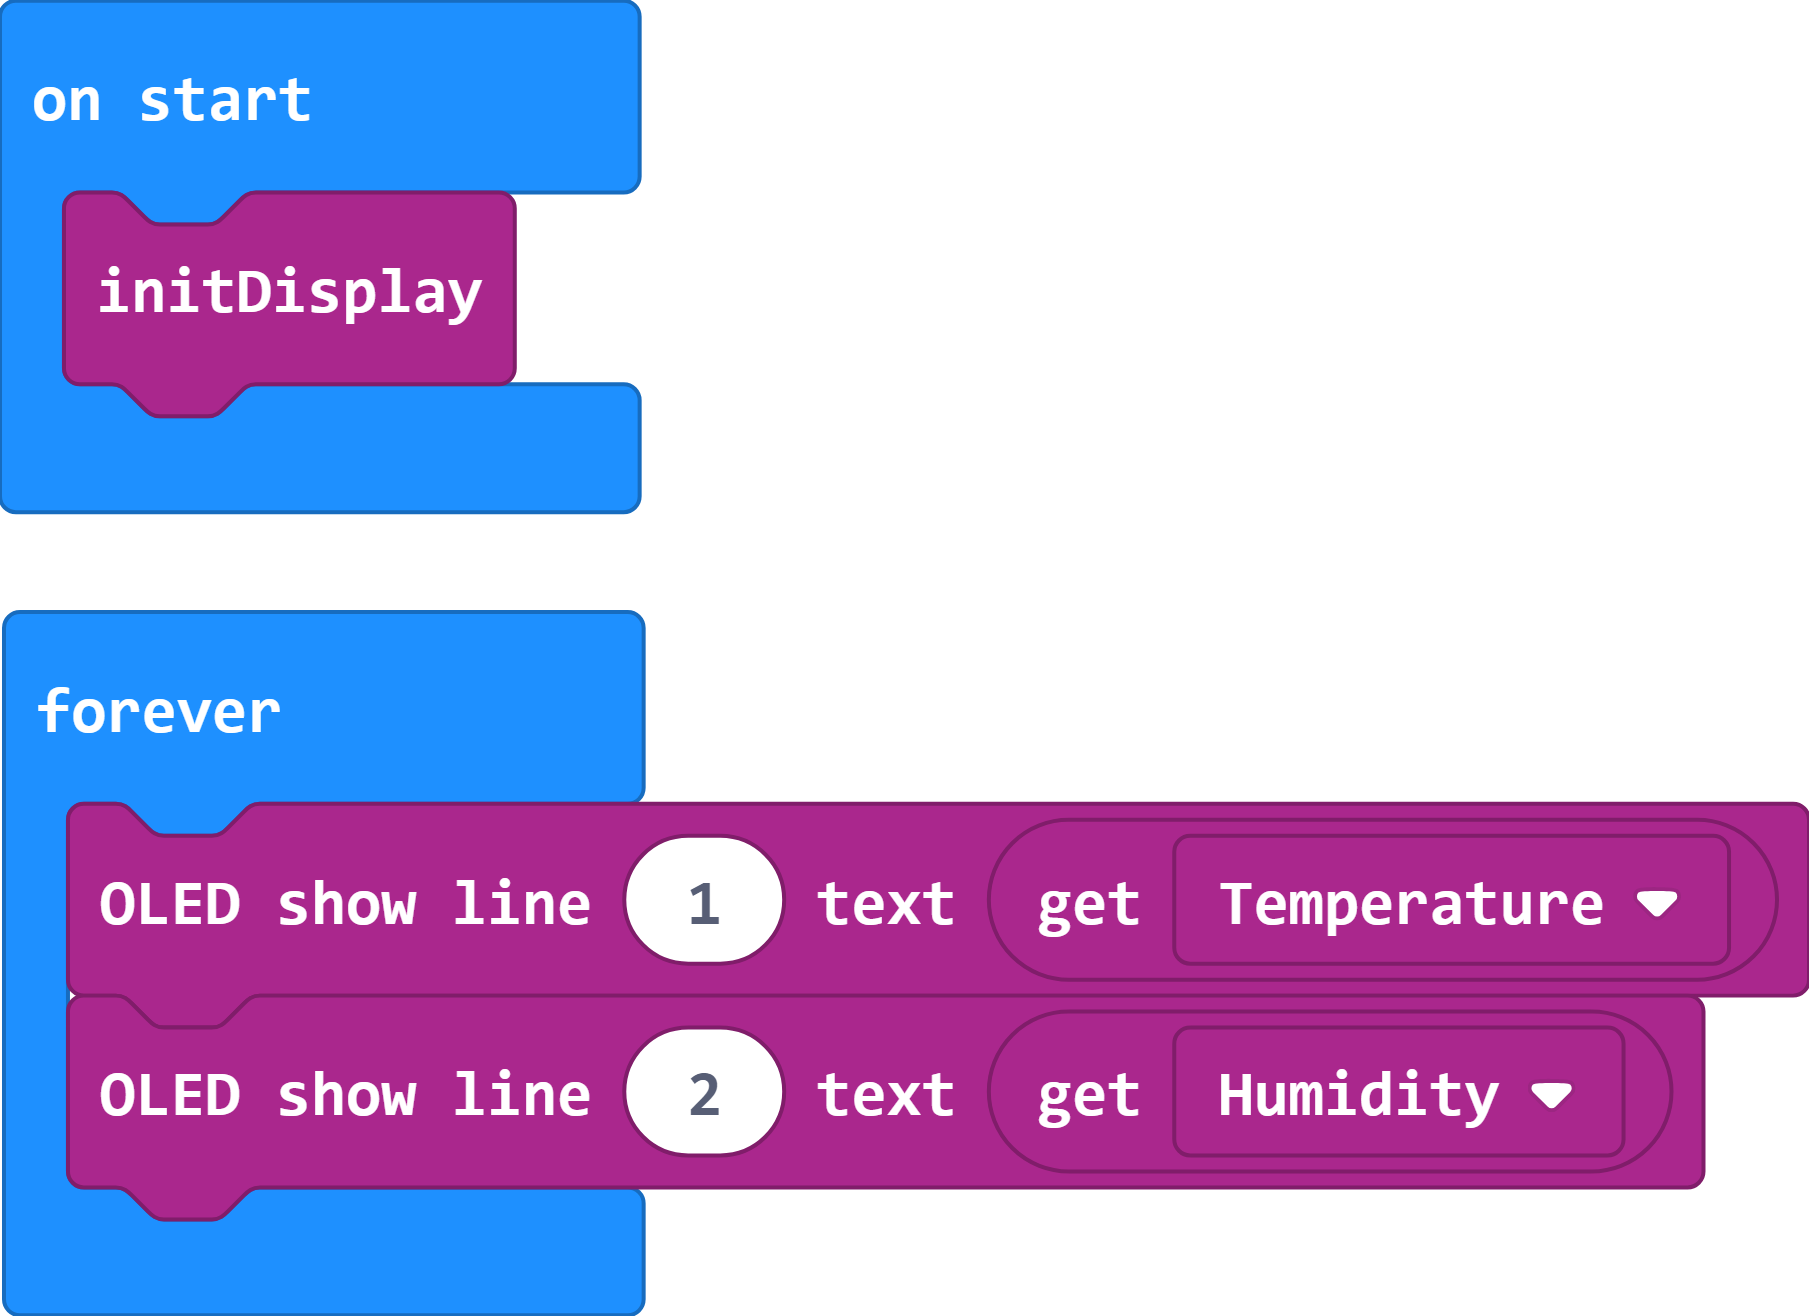 on start
initDisplay
forever
OLED show line 1 text get Temperature
OLED show line 2 text get Humidity